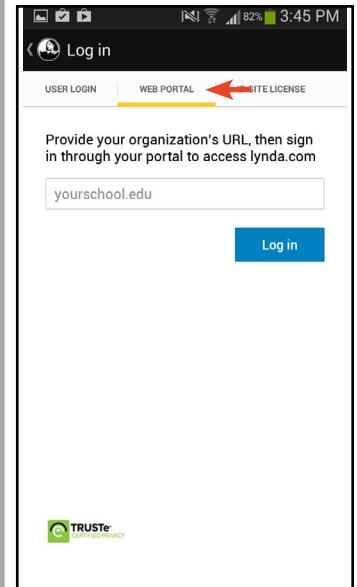 82% 3:45 PM
Log in
USER LOGIN WEB PORTAL SITE LICENSE
Provide your organization's URL, then sign
in through your portal to access lynda.com
yourschool.edu
Log in
TRUSTe
CERTIFIED PRIVACY